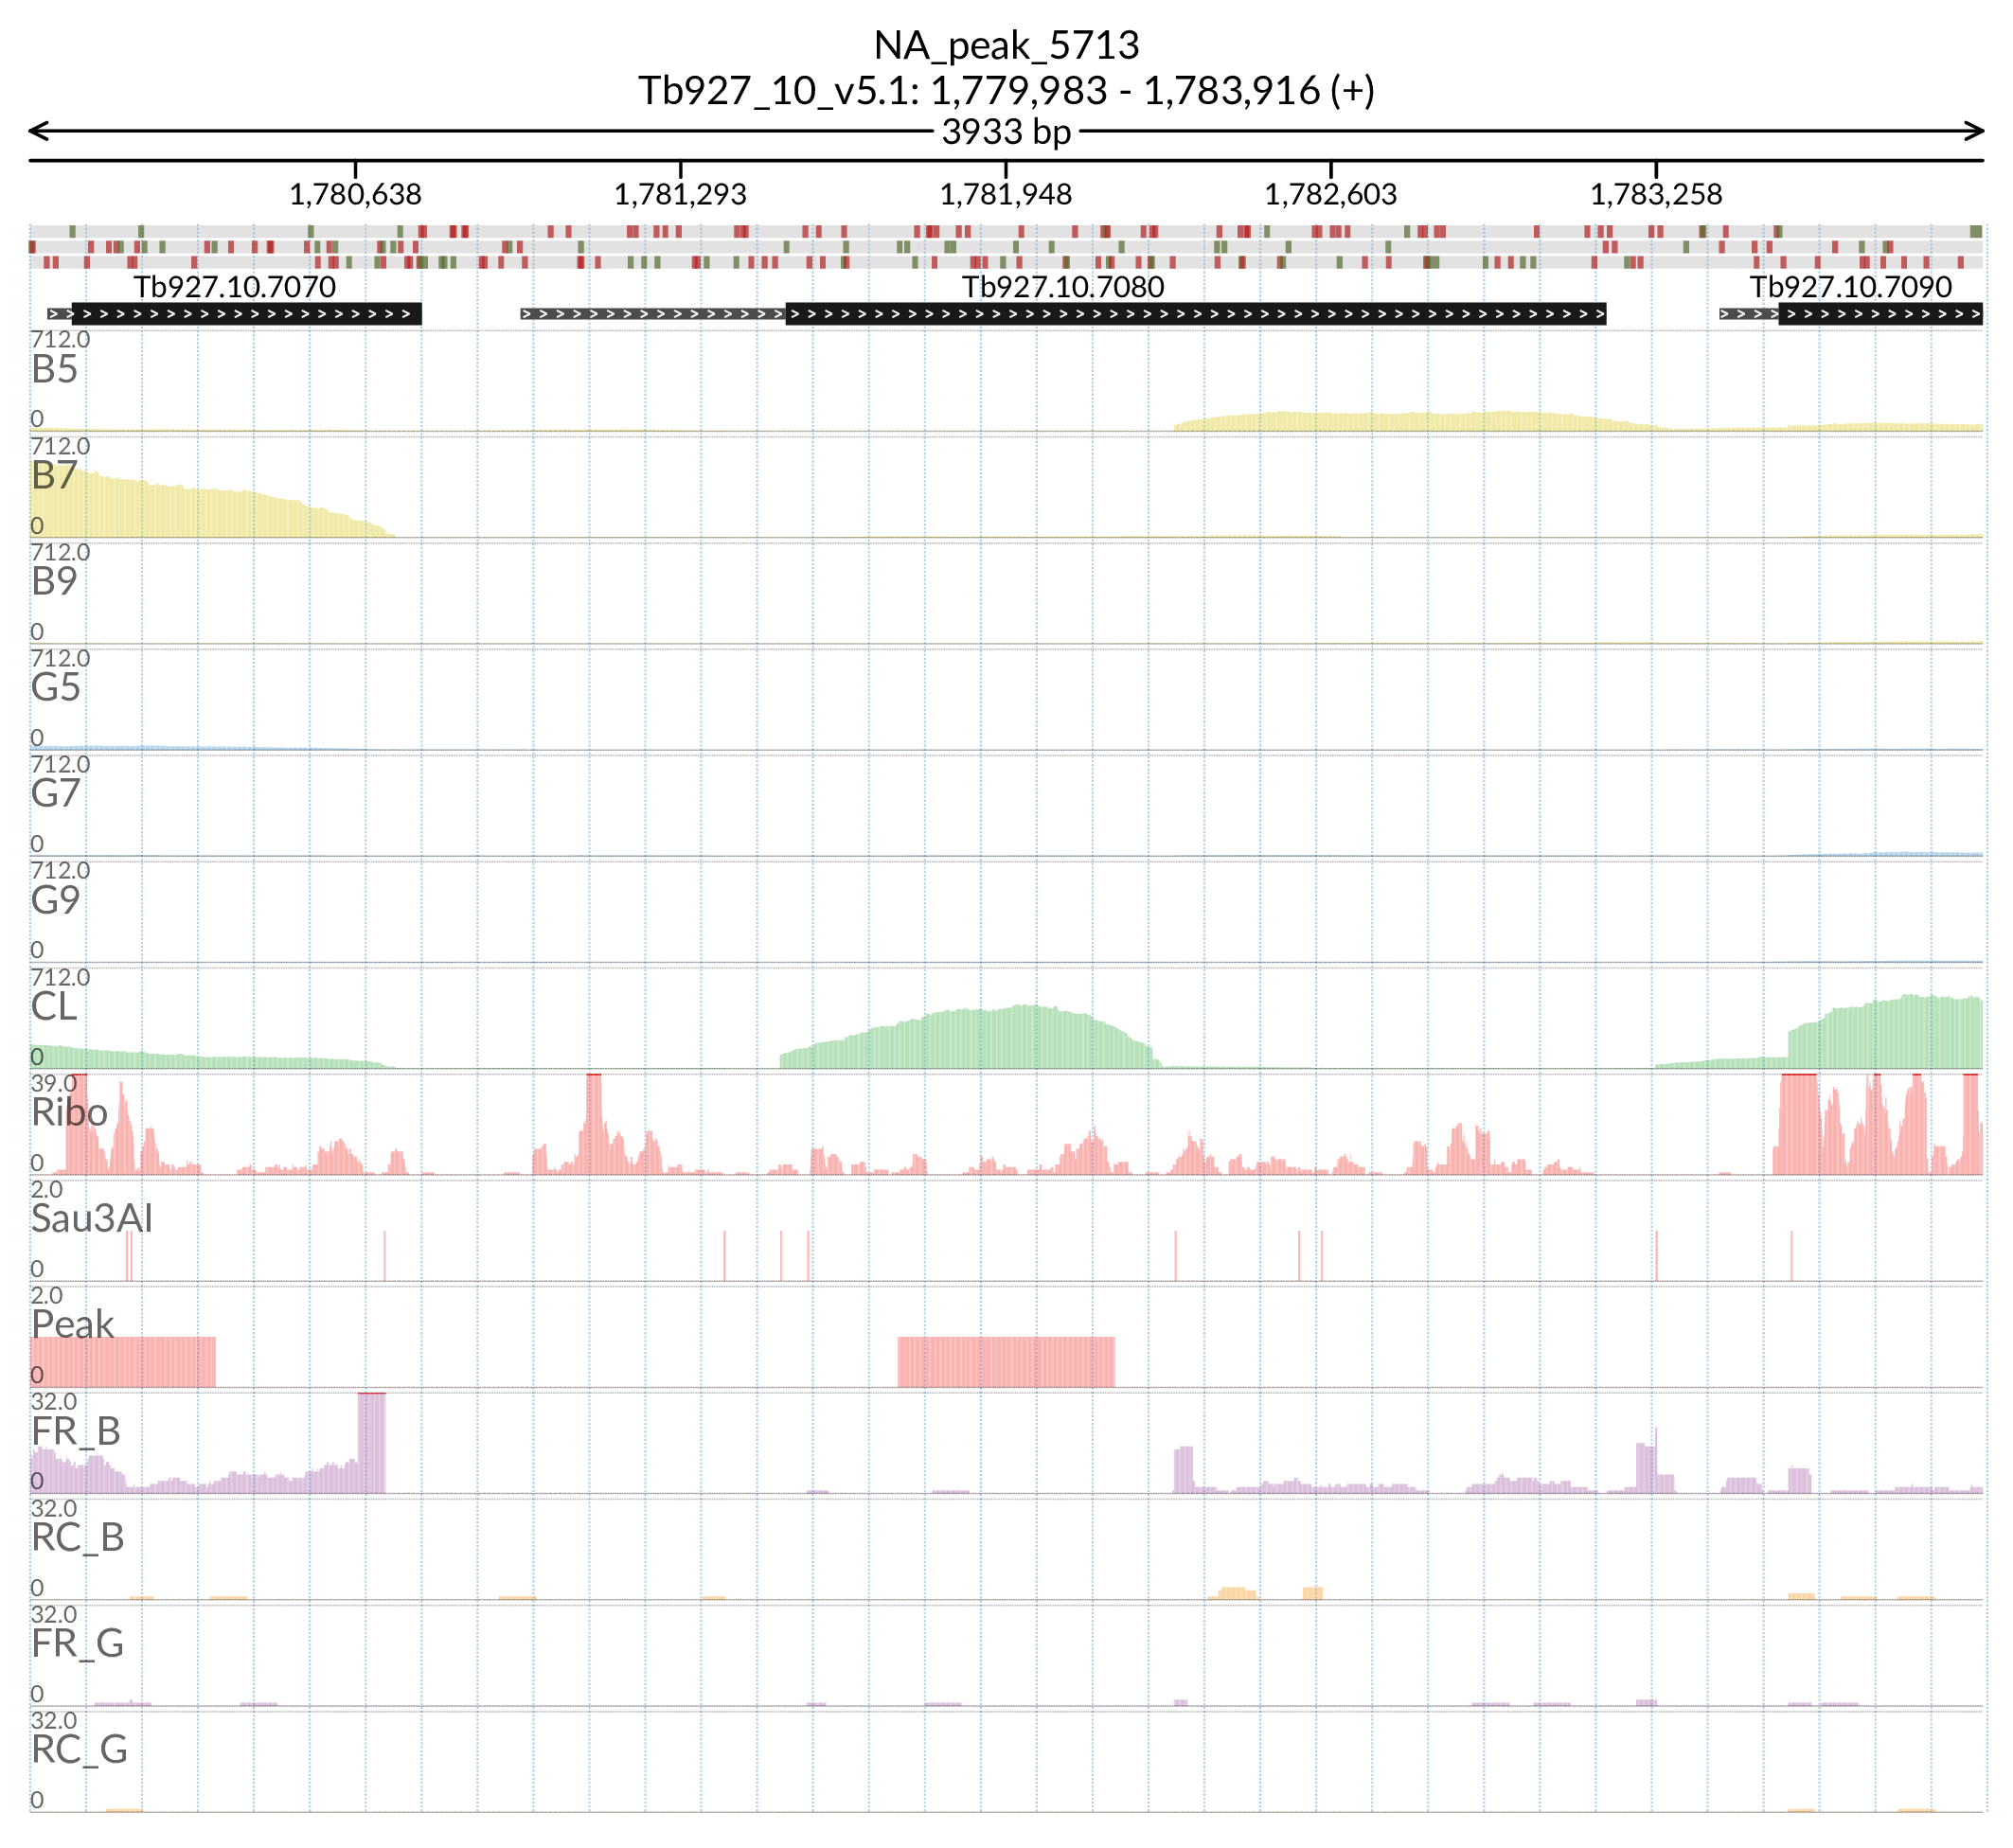 NA_peak_5713
Tb927_10_v5.1: 1,779,983 - 1,783,916 (+)
3933 bp
1,780,638 1,781,293 1,781,948 1,782,603 1,783,258
Tb927.10.7070 Tb927.10.7080 Tb927.10.7090
712.0
B5
0
712.0
B7
0
712.0
B9
0
712.0
G5
0
712.0
G7
0
712.0
G9
0
712.0
CL
0
39.0
Ribo
0
2.0
Sau3AI
0
2.0
Peak
0
32.0
FR_B
0
32.0
RC_B
0
32.0
FR_G
0
32.0
RC_G
0